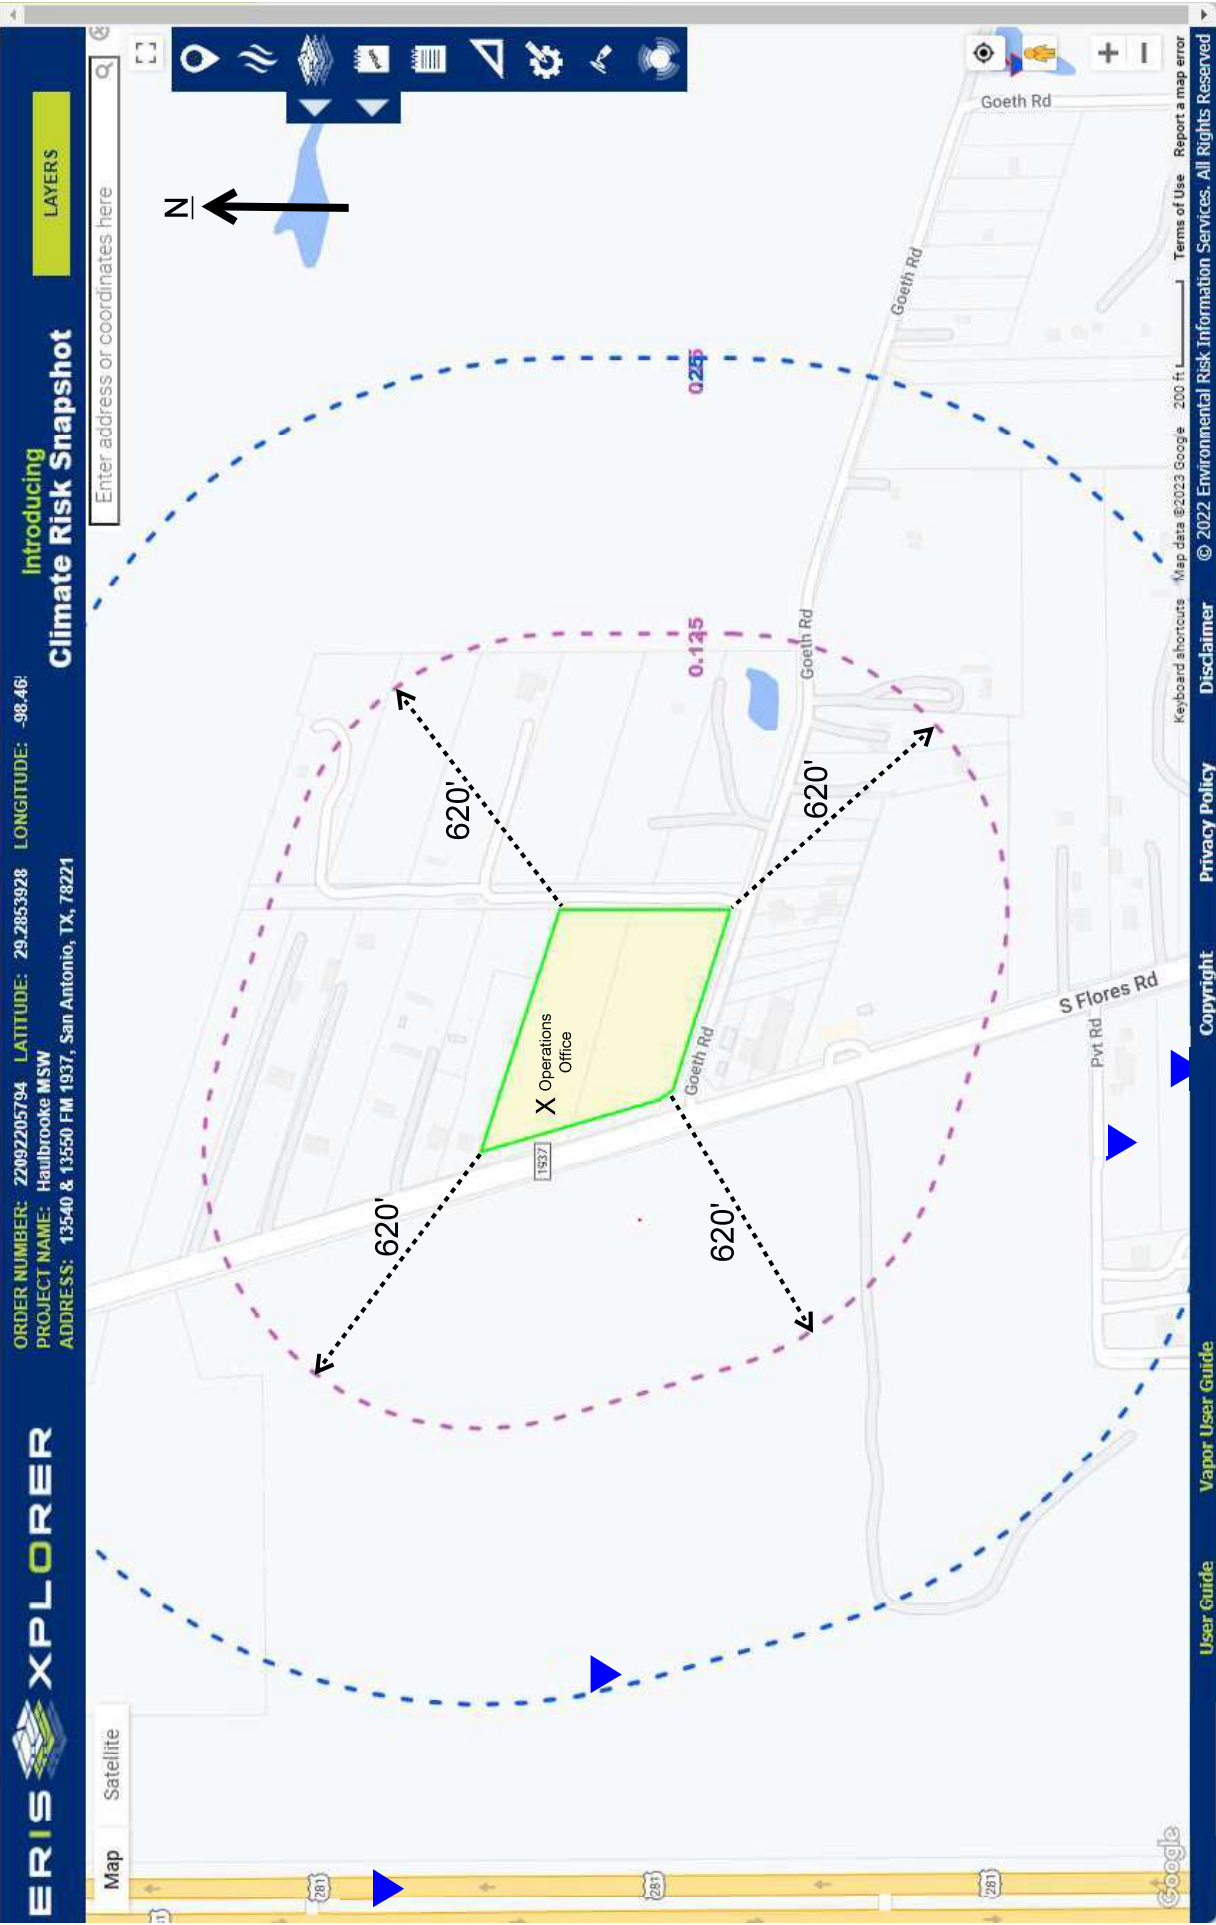 ERIS XPLORER
ORDER NUMBER: 22092205794 LATITUDE: 29.2853928 LONGITUDE: -98.46
PROJECT NAME: Haulbrooke MSW
ADDRESS: 13540 & 13550 FM 1937, San Antonio, TX, 78221
Introducing
Climate Risk Snapshot
LAYERS
Map Satellite
Enter address or coordinates here
N
620'
620'
620'
620'
X Operations
Office
1937
0.125
Goeth Rd
Goeth Rd
Goeth Rd
Goeth Rd
S Flores Rd
Pvt Rd
281
281
281
Google
Keyboard shortcuts Map data ©2023 Google 200 ft Terms of Use Report a map error
User Guide Vapor User Guide Copyright Privacy Policy Disclaimer © 2022 Environmental Risk Information Services. All Rights Reserved